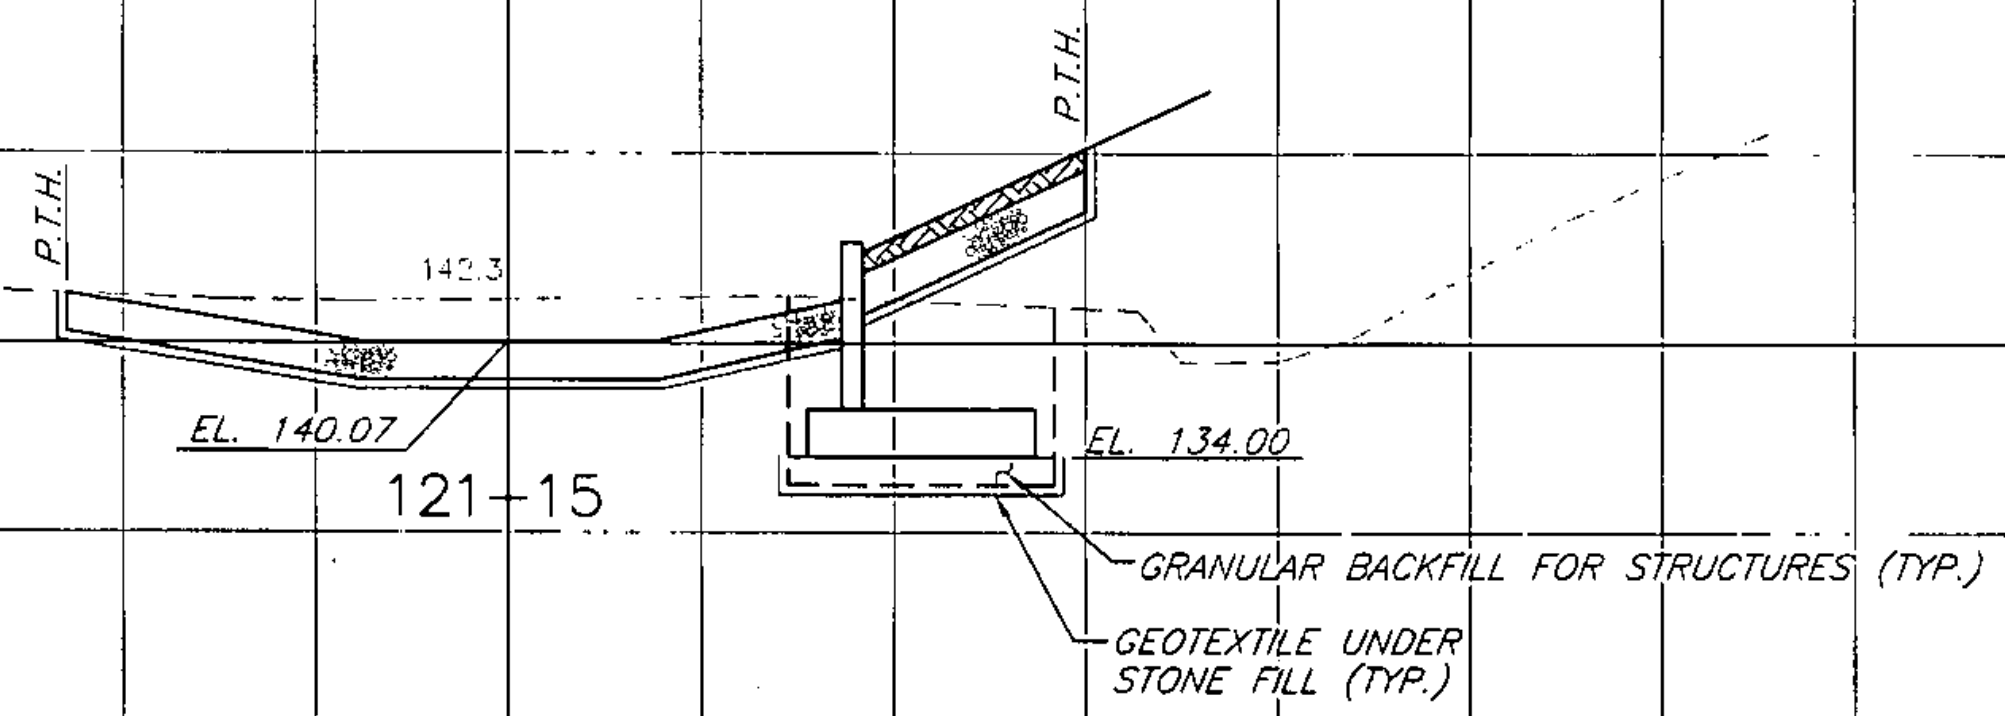 P.T.H.
P.T.H.
142.3
EL. 140.07
EL. 134.00
121+15
GRANULAR BACKFILL FOR STRUCTURES (TYP.)
GEOTEXTILE UNDER
STONE FILL (TYP.)